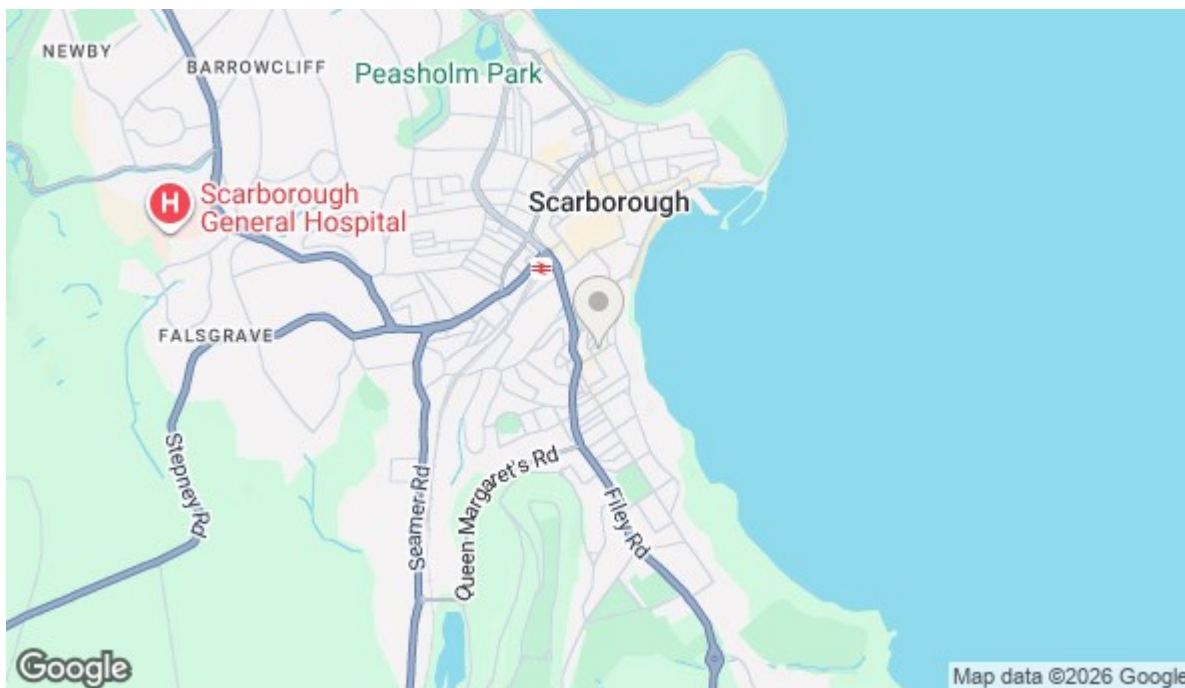 NEWBY
BARROWCLIFF
Peasholm Park
H
Scarborough
General Hospital
Scarborough
FALSGRAVE
Stepney Rd
Seamer Rd
Queen Margaret's Rd
Filey Rd
Google
Map data ©2026 Google